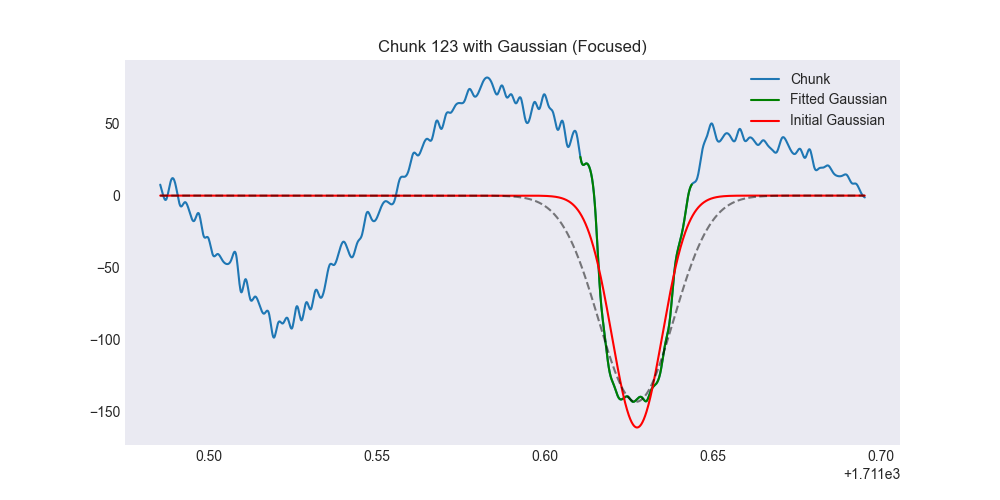 Chunk 123 with Gaussian (Focused)
Chunk
Fitted Gaussian
Initial Gaussian
50
0
−50
−100
−150
0.50 0.55 0.60 0.65 0.70
+1.711e3